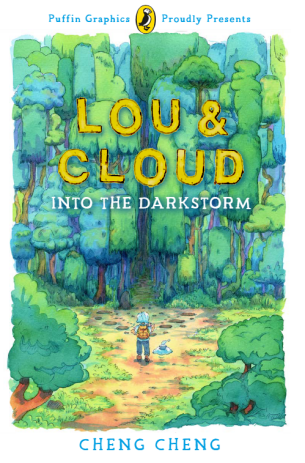 Puffin Graphics Proudly Presents
LOU &
CLOUD
INTO THE DARKSTORM
CHENG CHENG